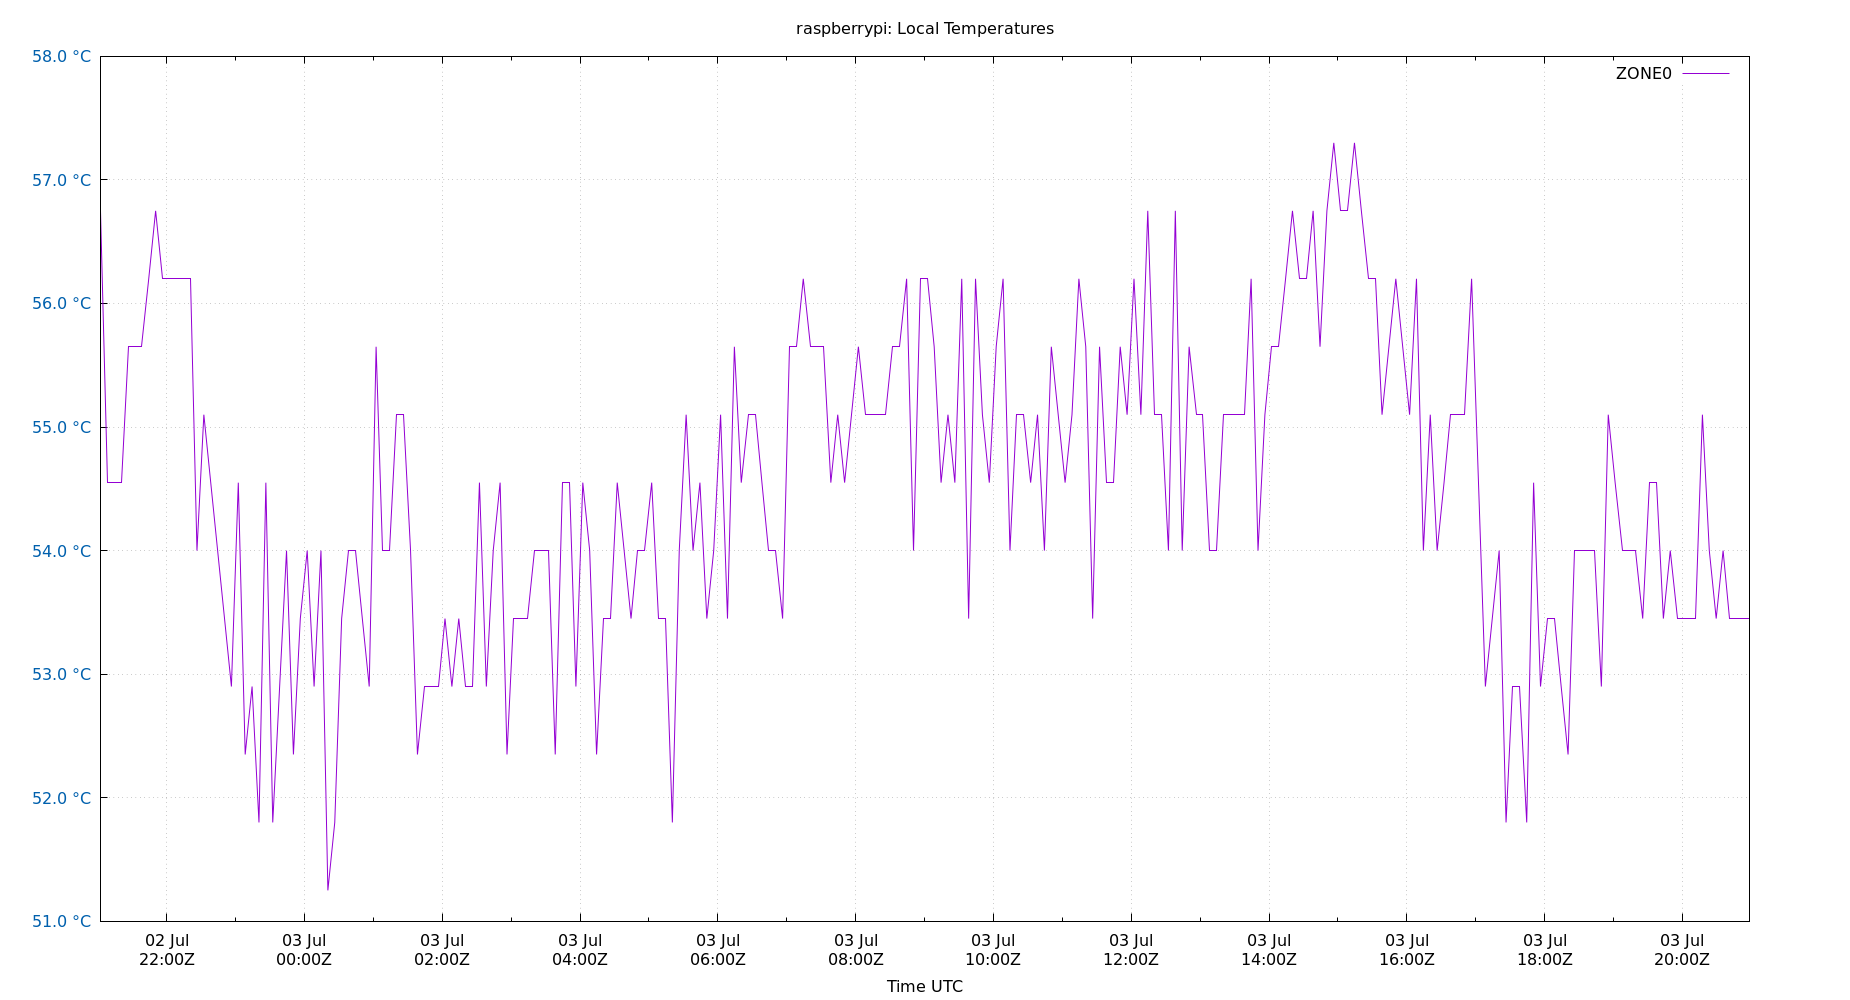 raspberrypi: Local Temperatures
58.0 °C
ZONE0
57.0 °C
56.0 °C
55.0 °C
54.0 °C
53.0 °C
52.0 °C
51.0 °C
02 Jul 03 Jul 03 Jul 03 Jul 03 Jul 03 Jul 03 Jul 03 Jul 03 Jul 03 Jul 03 Jul 03 Jul
22:00Z 00:00Z 02:00Z 04:00Z 06:00Z 08:00Z 10:00Z 12:00Z 14:00Z 16:00Z 18:00Z 20:00Z
Time UTC